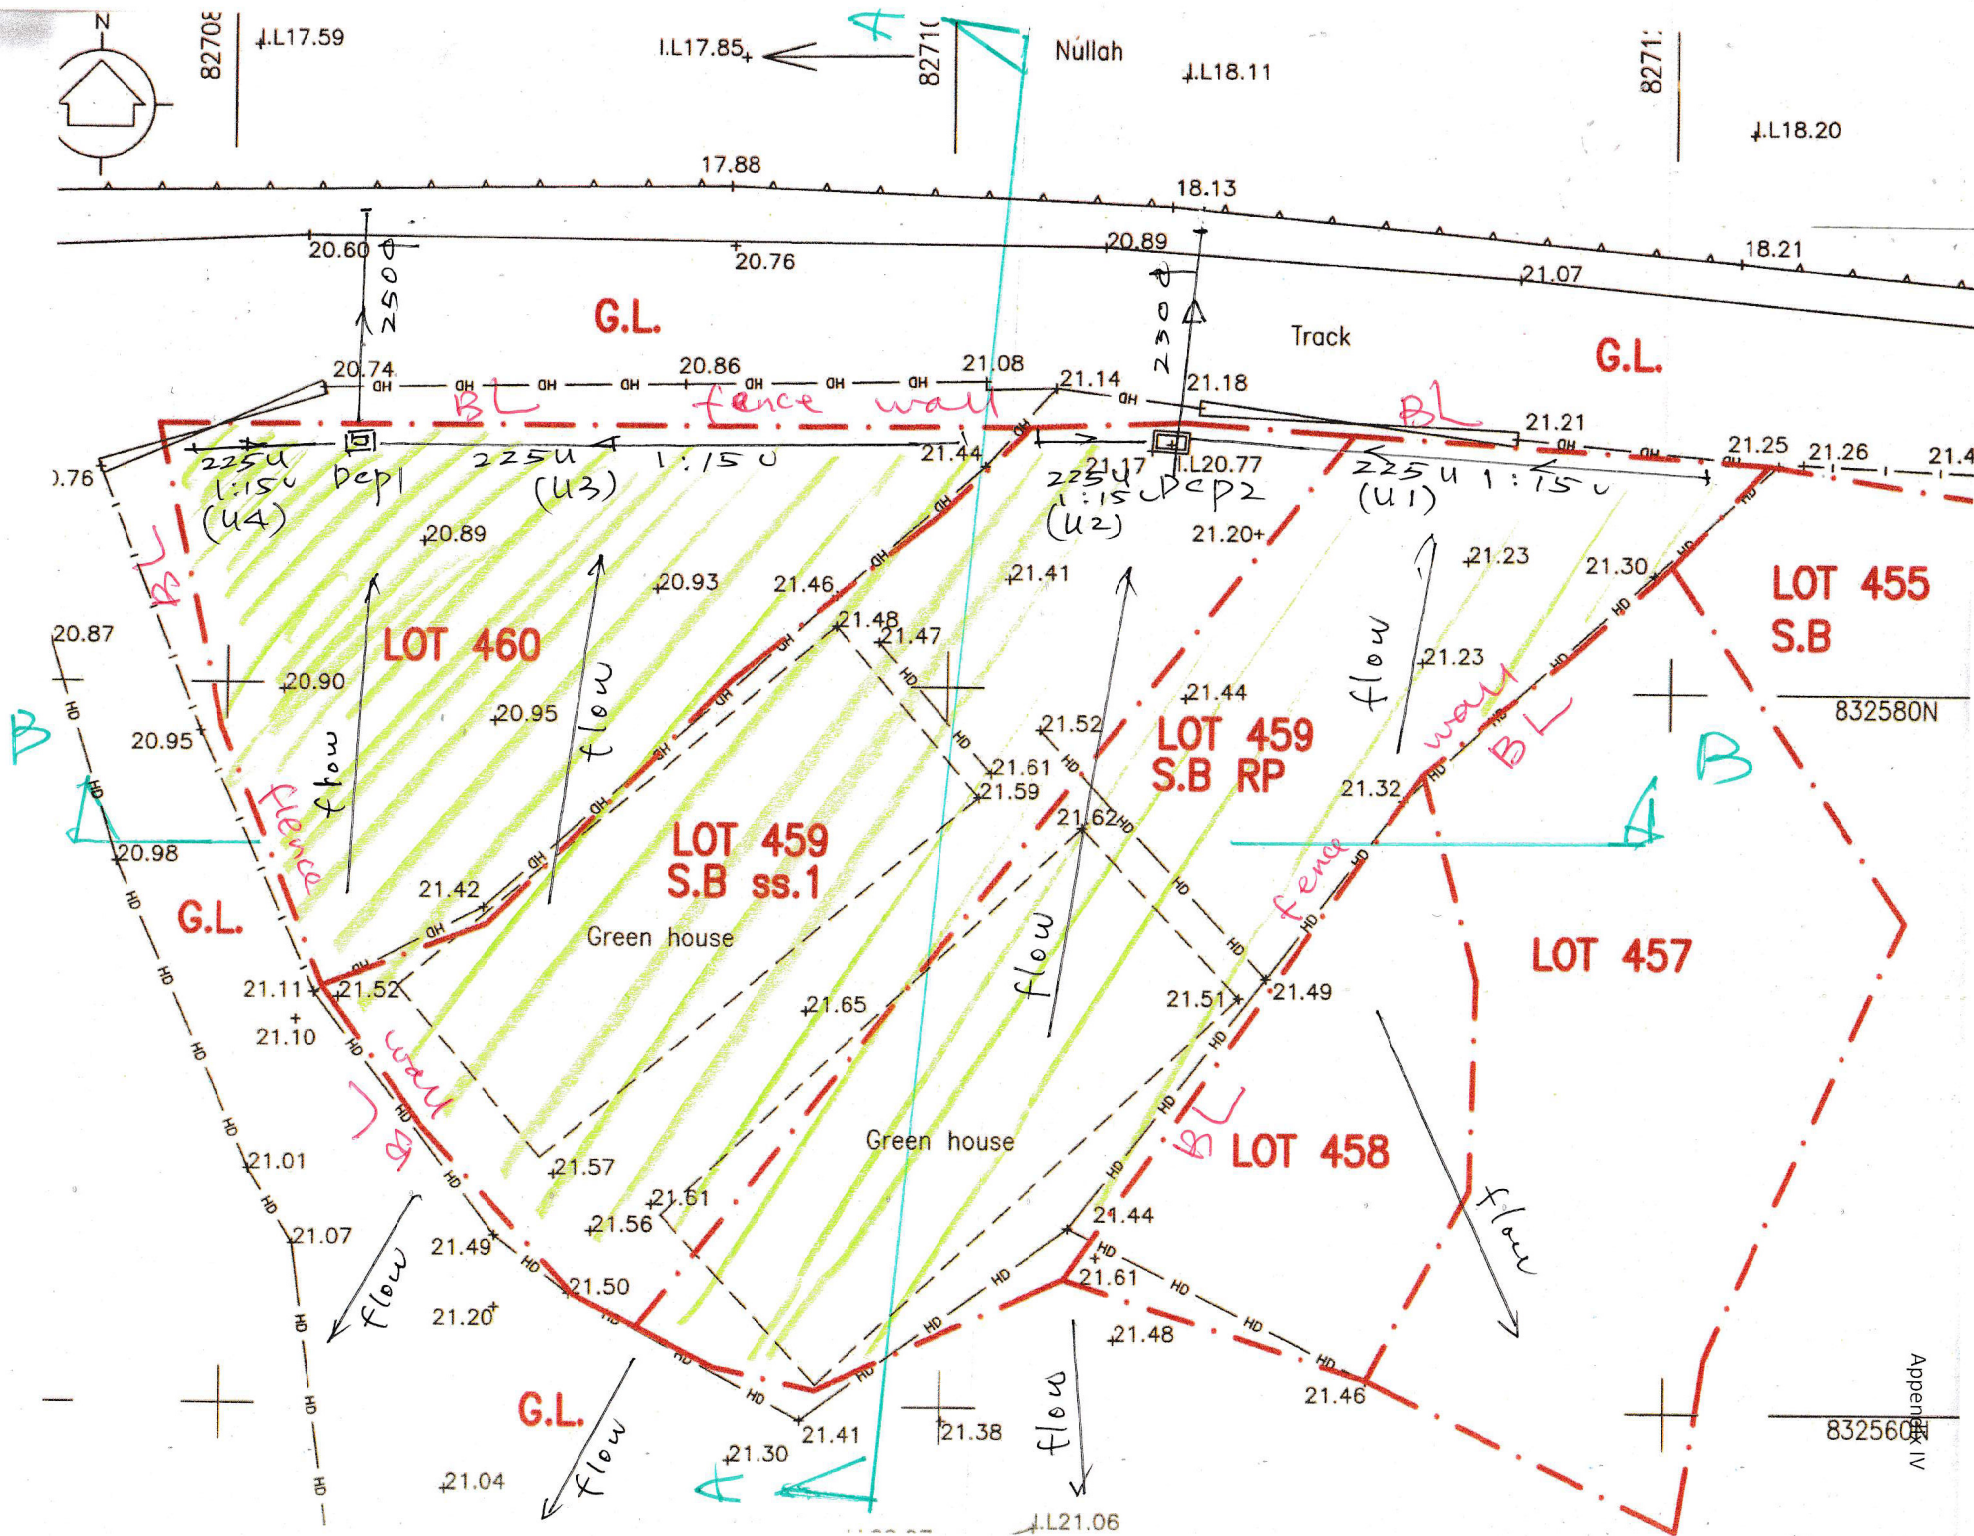 N
82708
I.L17.59
I.L17.85
A
Nullah
I.L18.11
I.L18.20
17.88
18.13
18.21
20.60
20.76
20.89
21.07
2500
2300
G.L.
Track
G.L.
20.74
20.86
21.08
21.14
21.18
BL
fence wall
BL
21.21
21.25
21.26
225U
1:150
(U4)
Dcp1
225U 1:150
(U3)
21.44
225U
1:150
(U2)
21.17
I.L20.77
Dcp2
225U 1:150
(U1)
BL
20.89
20.93
21.46
21.41
21.20
21.23
21.30
LOT 455
S.B
20.87
LOT 460
21.48
21.47
flow
21.23
20.90
20.95
20.95
flow
flow
21.52
21.44
LOT 459
S.B RP
wall
BL
832580N
B
B
21.61
21.59
21.62
21.32
20.98
fence
LOT 459
S.B ss.1
fence
21.42
G.L.
Green house
flow
LOT 457
21.11
21.52
21.10
21.65
21.51
21.49
wall
BL
Green house
BL
LOT 458
21.01
21.57
21.61
21.56
21.44
flow
21.07
21.49
flow
21.50
21.61
21.20
21.48
G.L.
flow
flow
21.46
21.41
21.38
21.30
A
21.04
I.L21.06
Appendix IV